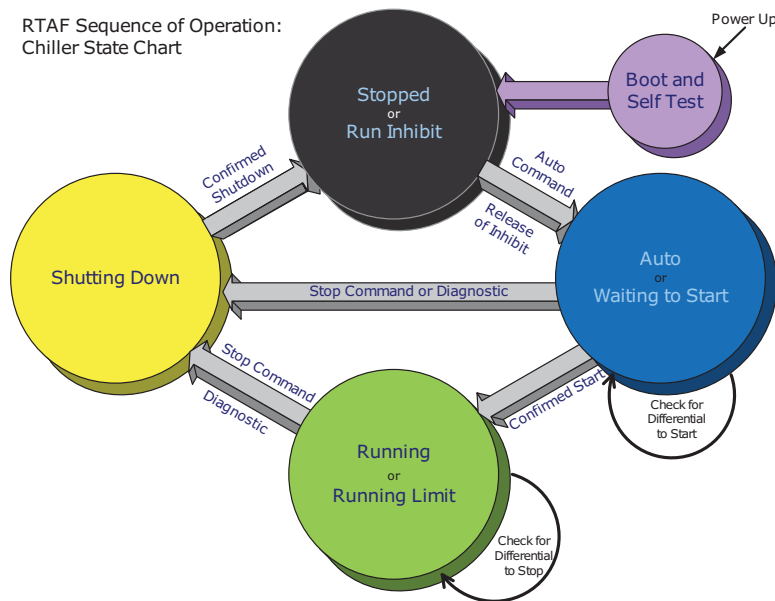 RTAF Sequence of Operation:
Chiller State Chart
Power Up
Boot and
Self Test
Stopped
or
Run Inhibit
Confirmed
Shutdown
Auto
Command
Release
of Inhibit
Shutting Down
Stop Command or Diagnostic
Auto
or
Waiting to Start
Stop Command
Diagnostic
Confirmed Start
Check for
Differential
to Start
Running
or
Running Limit
Check for
Differential
to Stop